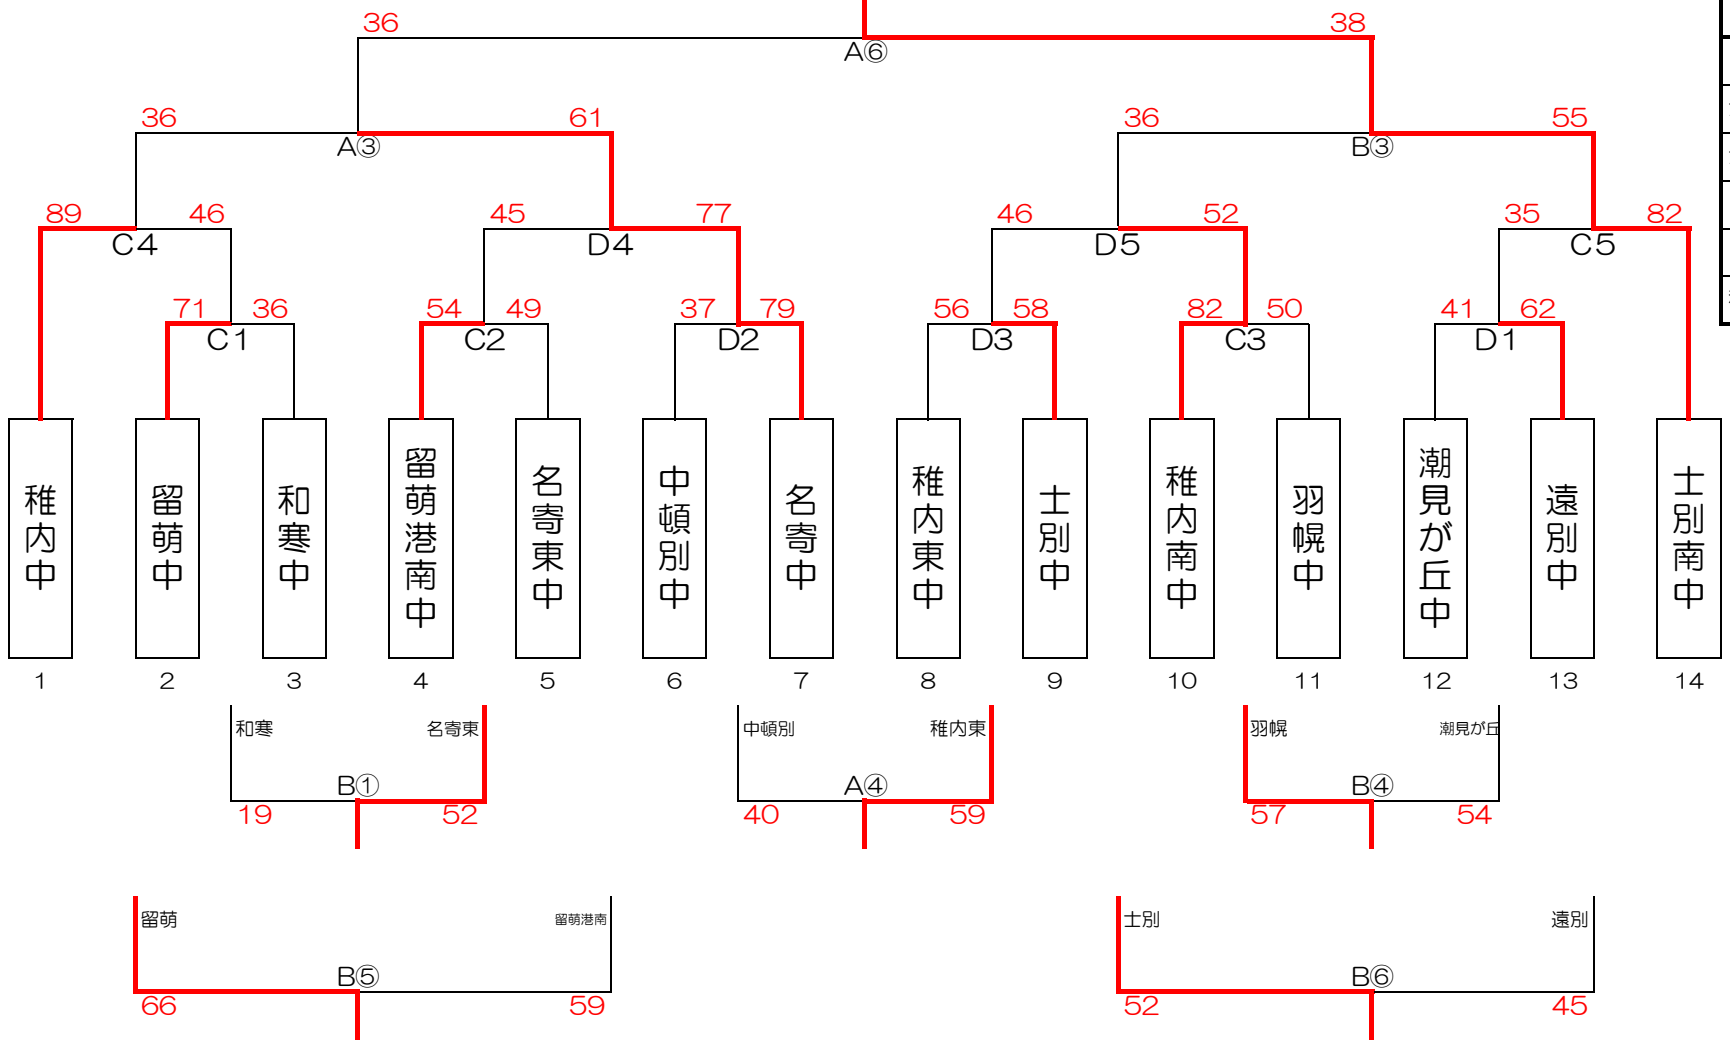 36 38
A⑥
36 61 36 55
A③ B③
89 46 45 77 46 52 35 82
C4 D4 D5 C5
71 36 54 49 37 79 56 58 82 50 41 62
C1 C2 D2 D3 C3 D1
稚内中
留萌中
和寒中
留萌港南中
名寄東中
中頓別中
名寄中
稚内東中
士別中
稚内南中
羽幌中
潮見が丘中
遠別中
士別南中
1 2 3 4 5 6 7 8 9 10 11 12 13 14
和寒 名寄東 中頓別 稚内東 羽幌 潮見が丘
B① A④ B④
19 52 40 59 57 54
留萌 留萌港南 士別 遠別
B⑤ B⑥
66 59 52 45